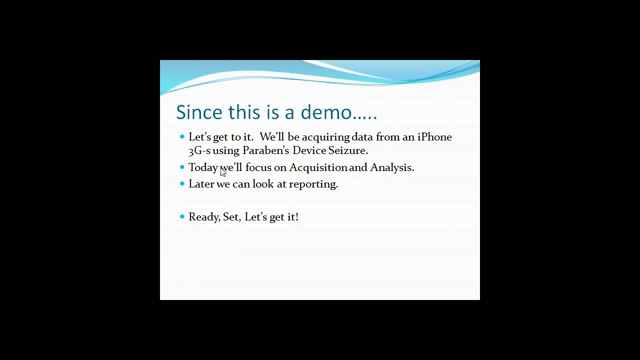 Since this is a demo…..
Let's get to it.  We'll be acquiring data from an iPhone
3G-s using Paraben's Device Seizure.
Today we'll focus on Acquisition and Analysis.
Later we can look at reporting.
Ready, Set, Let's get it!